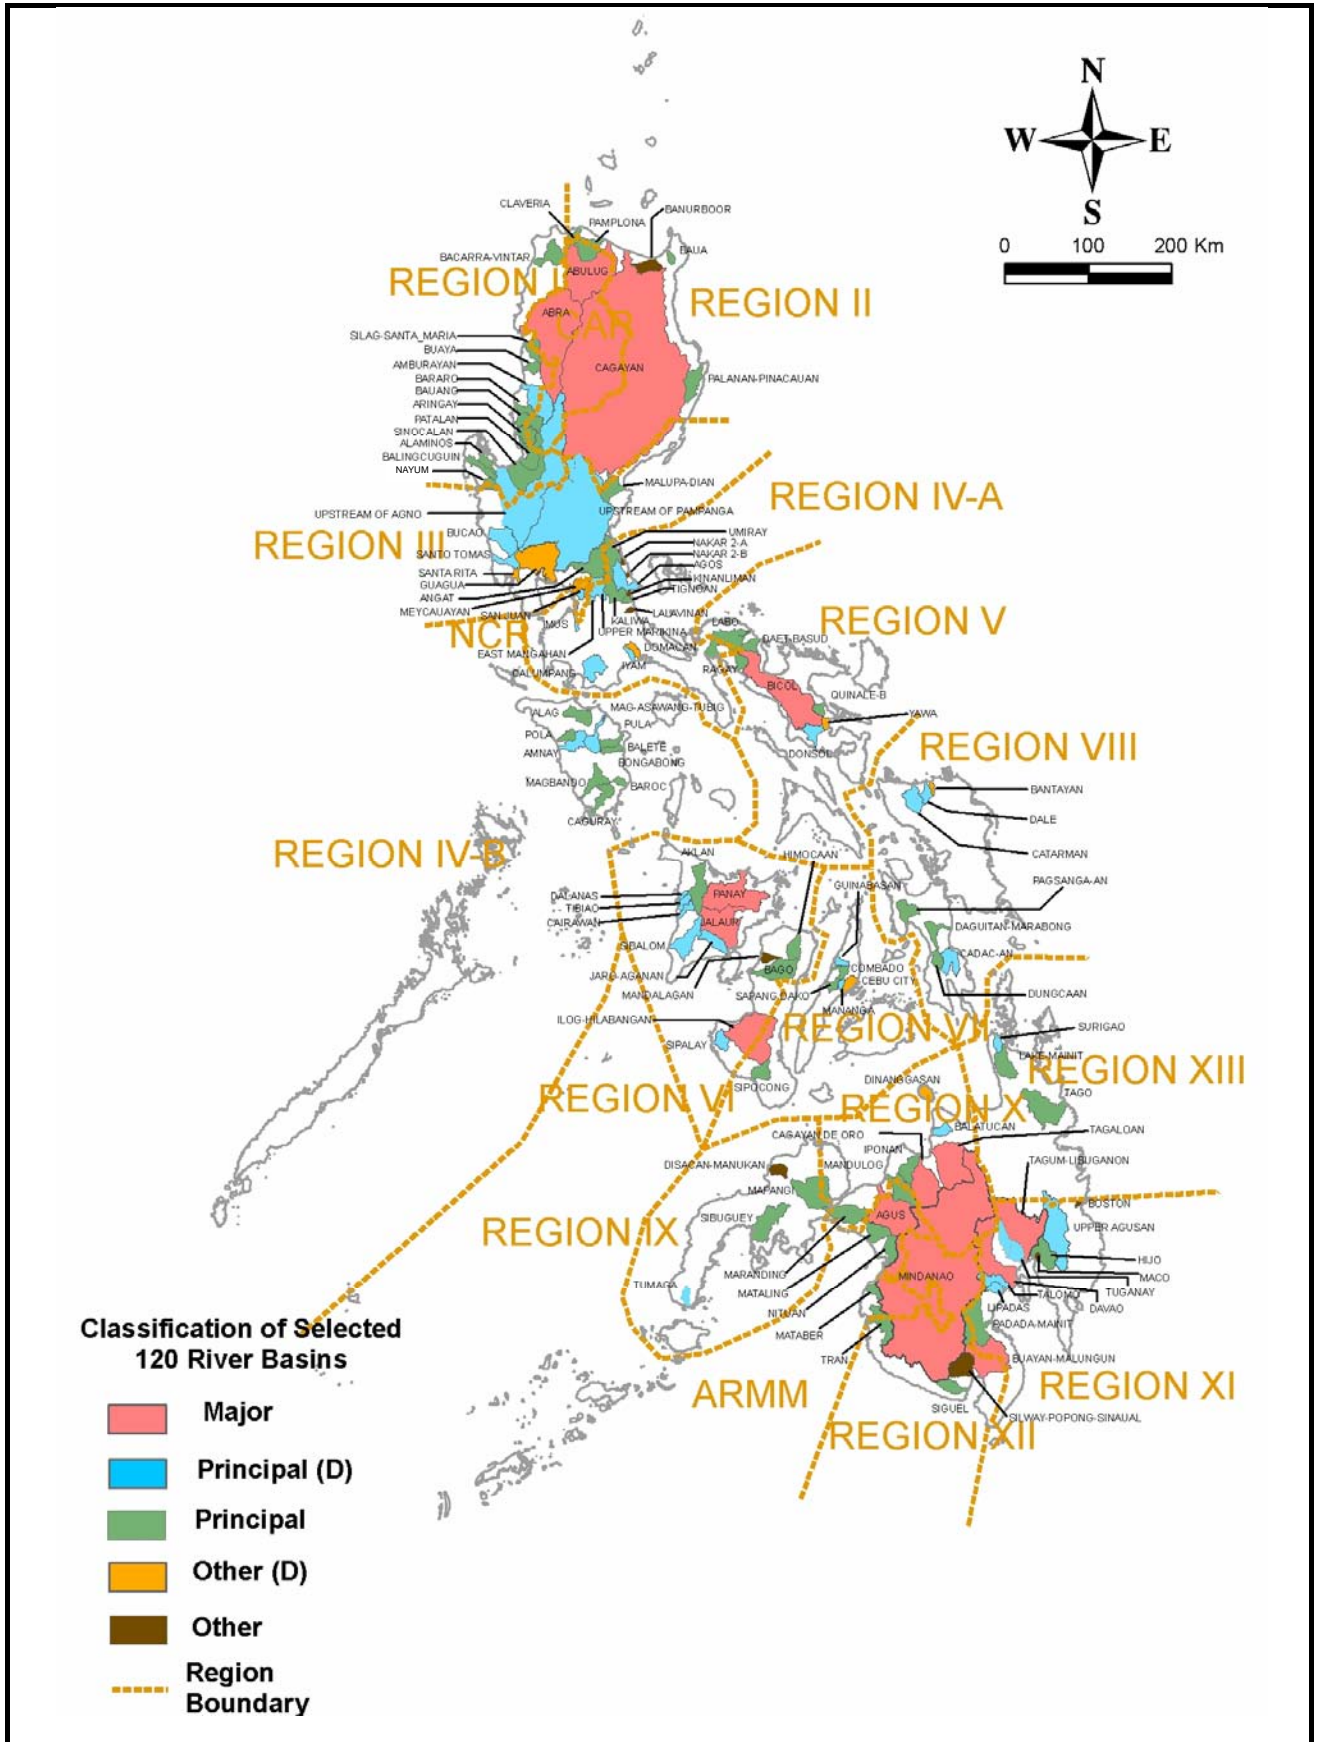 N
W E
S
0 100 200 Km
CLAVERIA
BANURBOOR
PAMPLONA
BAUA
BACARRA-VINTAR
ABULUG
REGION I
REGION II
ABRA
CAR
SILAG-SANTA_MARIA
BUAYA
AMBURAYAN
CAGAYAN
BARARO
PALANAN-PINACAUAN
BAUANG
ARINGAY
PATALAN
SINOCALAN
ALAMINOS
BALINGCUGUIN
NAYUM
MALUPA-DIAN
REGION IV-A
UPSTREAM OF AGNO
UPSTREAM OF PAMPANGA
BUCAO
UMIRAY
REGION III
NAKAR 2-A
SANTO TOMAS
NAKAR 2-B
AGOS
SANTA RITA
KINANLIMAN
GUAGUA
TIGNOAN
ANGAT
MEYCAUAYAN
SAN JUAN
LALAVINAN
IMUS
KALIWA
LABO
REGION V
NCR
UPPER MARIKINA
DAET-BASUD
EAST MANGAHAN
DOMACAN
IYAM
RAGAY
DALUMPANG
BICOL
QUINALE-B
MAG-ASAWANG-TUBIG
YAWA
ALAG
PULA
POLA
BALETE
AMNAY
DONSOL
REGION VIII
BONGABONG
MAGBANDO
BAROC
BANTAYAN
CAGURAY
DALE
REGION IV-B
AKLAN
HIMOCAAN
CATARMAN
PAGSANGA-AN
GUINABASAN
DALANAS
PANAY
TIBIAO
CAIRAWAN
JALAUR
DAGUITAN-MARABONG
SIBALOM
CADAC-AN
JARO-AGANAN
BAGO
COMBADO
CEBU CITY
MANDALAGAN
SAPANG DAKO
DUNGCAAN
MANANGA
ILOG-HILABANGAN
REGION VII
SURIGAO
SIPALAY
LAKE-MAINIT
REGION XIII
SIPOCONG
DINANGGASAN
TAGO
REGION VI
REGION X
BALATUCAN
CAGAYAN DE ORO
TAGALOAN
IPONAN
DISACAN-MANUKAN
MANDULOG
TAGUM-LIBUGANON
MAPANGI
BOSTON
SIBUGUEY
AGUS
UPPER AGUSAN
REGION IX
HIJO
MARANDING
MINDANAO
MACO
TUMAGA
MATALING
TUGANAY
TALOMO
NITUAN
LIPADAS
DAVAO
MATABER
PADADA-MAINIT
TRAN
BUAYAN-MALUNGUN
ARMM
REGION XI
SIGUEL
SILWAY-POPONG-SINAUAL
REGION XII
Classification of Selected
120 River Basins
Major
Principal (D)
Principal
Other (D)
Other
Region
Boundary